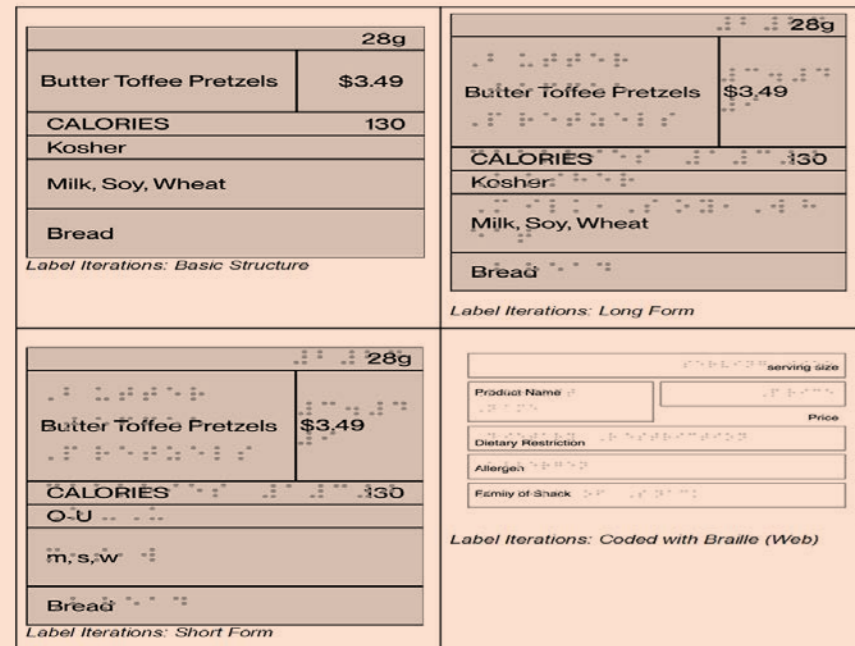 28g
Butter Toffee Pretzels $3.49
CALORIES 130
Kosher
Milk, Soy, Wheat
Bread
Label Iterations: Basic Structure
28g
Butter Toffee Pretzels $3.49
CALORIES 130
Kosher
Milk, Soy, Wheat
Bread
Label Iterations: Long Form
28g
Butter Toffee Pretzels $3.49
CALORIES 130
O-U
m,s,w
Bread
Label Iterations: Short Form
serving size
Product Name
Price
Dietary Restriction
Allergen
Family of Snack
Label Iterations: Coded with Braille (Web)